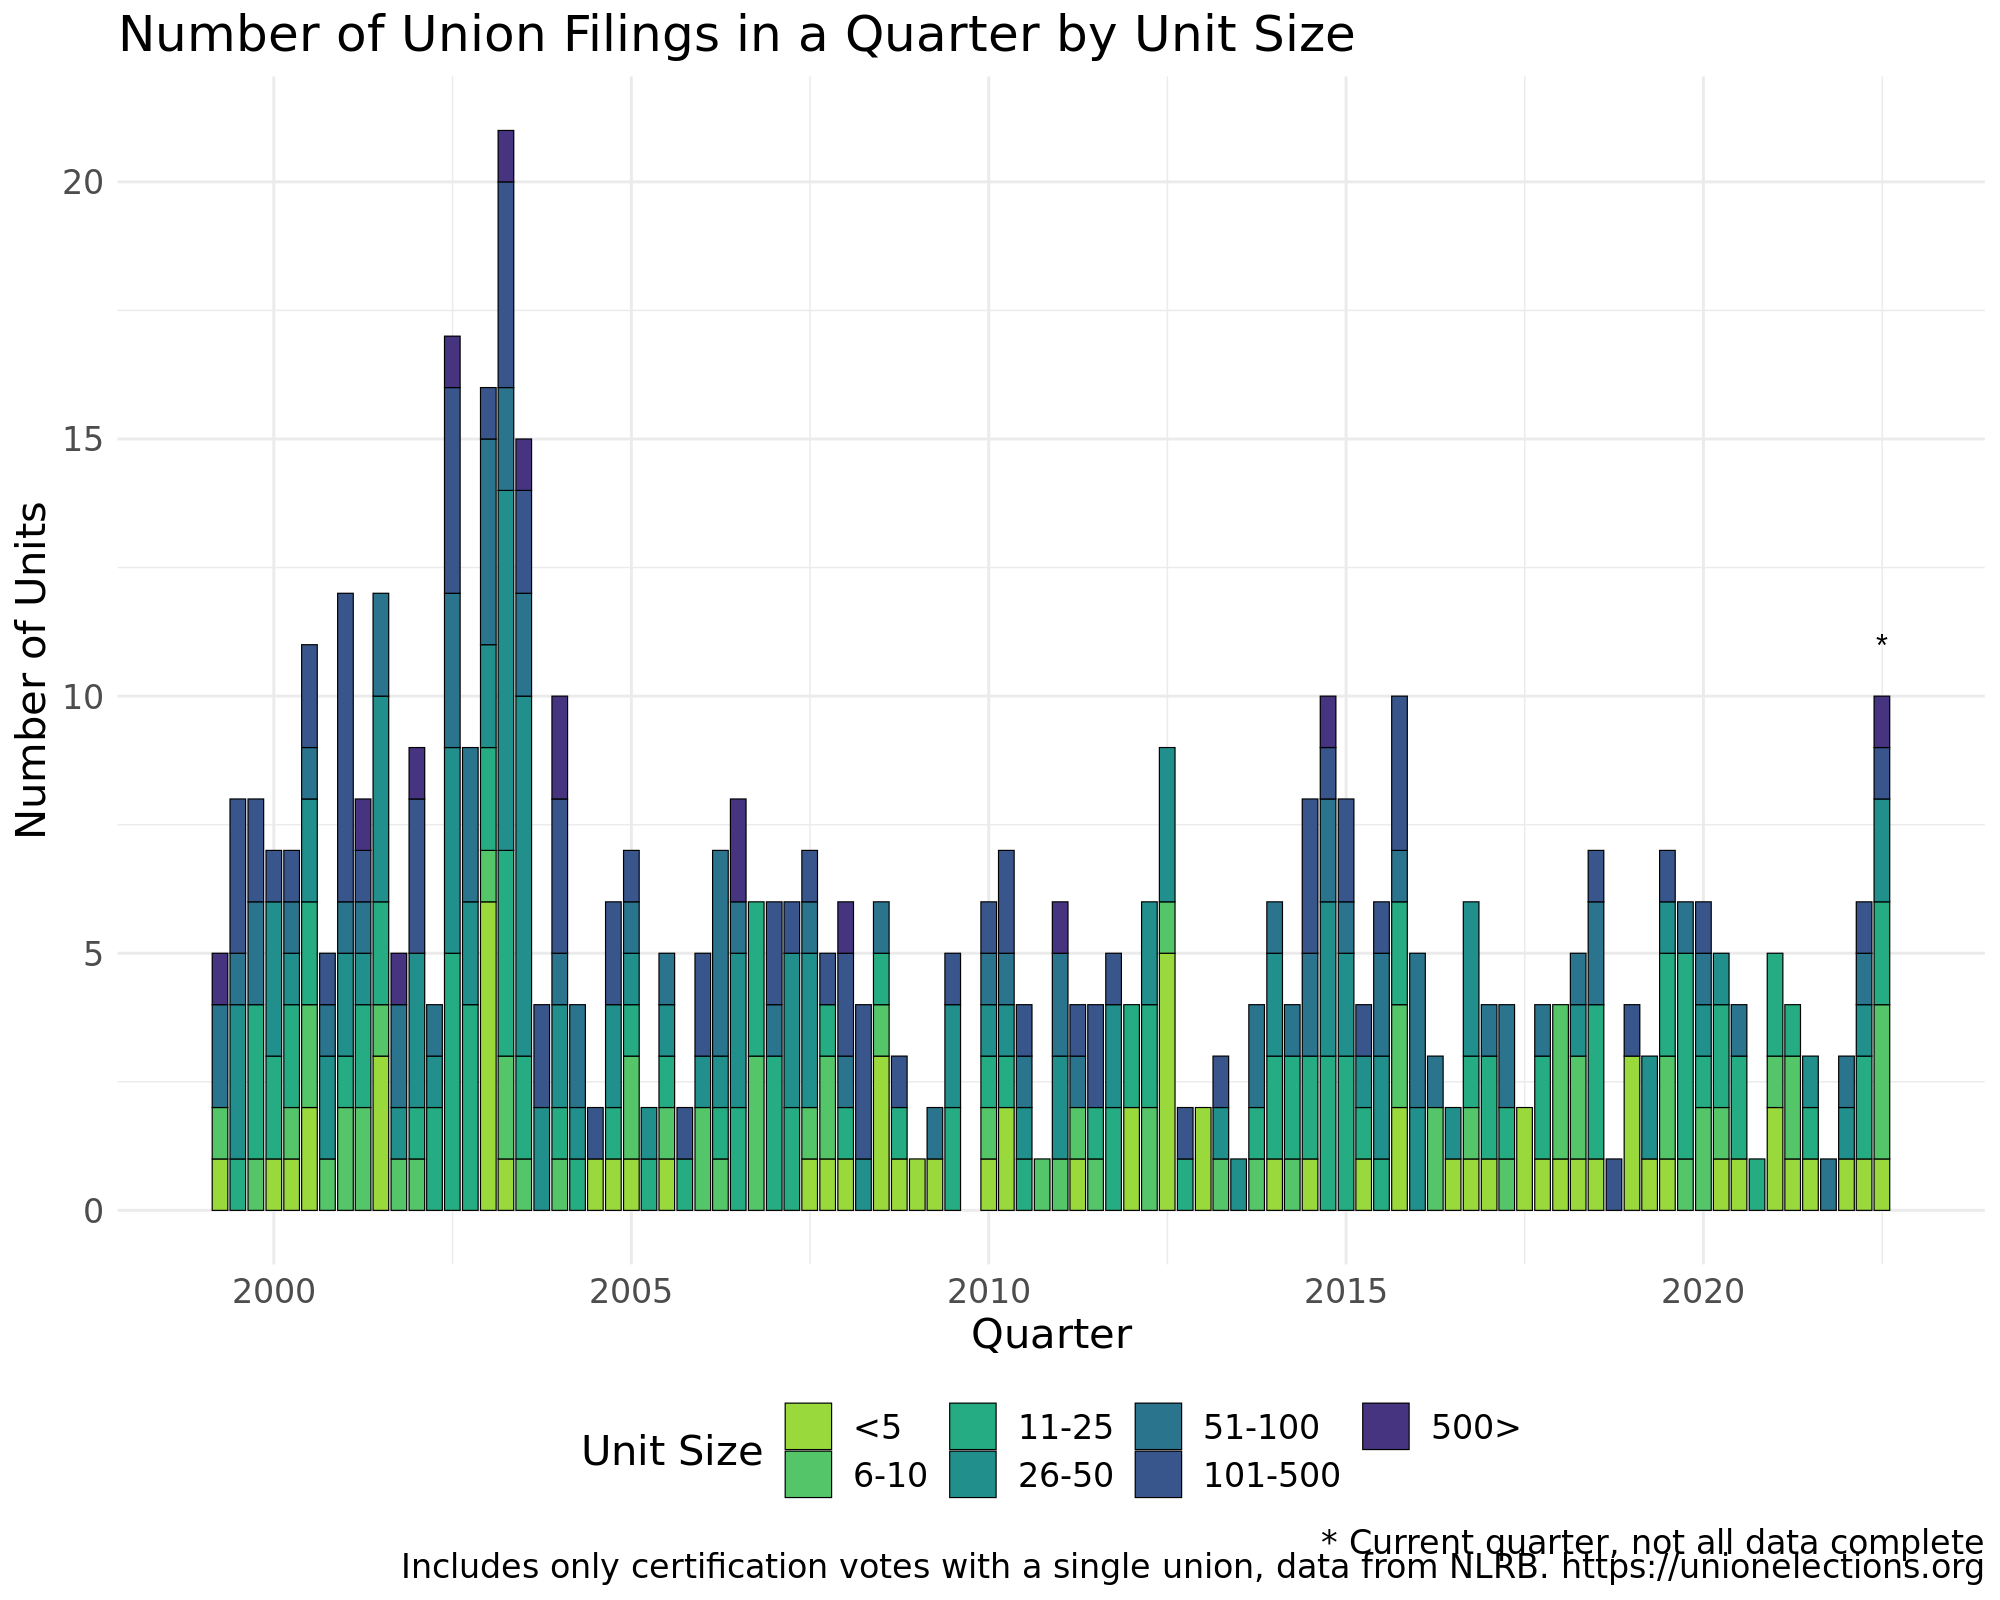 Number of Union Filings in a Quarter by Unit Size
Number of Units
20
15
10
5
0
*
2000 2005 2010 2015 2020
Quarter
Unit Size
<5 11-25 51-100 500>
6-10 26-50 101-500
* Current quarter, not all data complete
Includes only certification votes with a single union, data from NLRB. https://unionelections.org